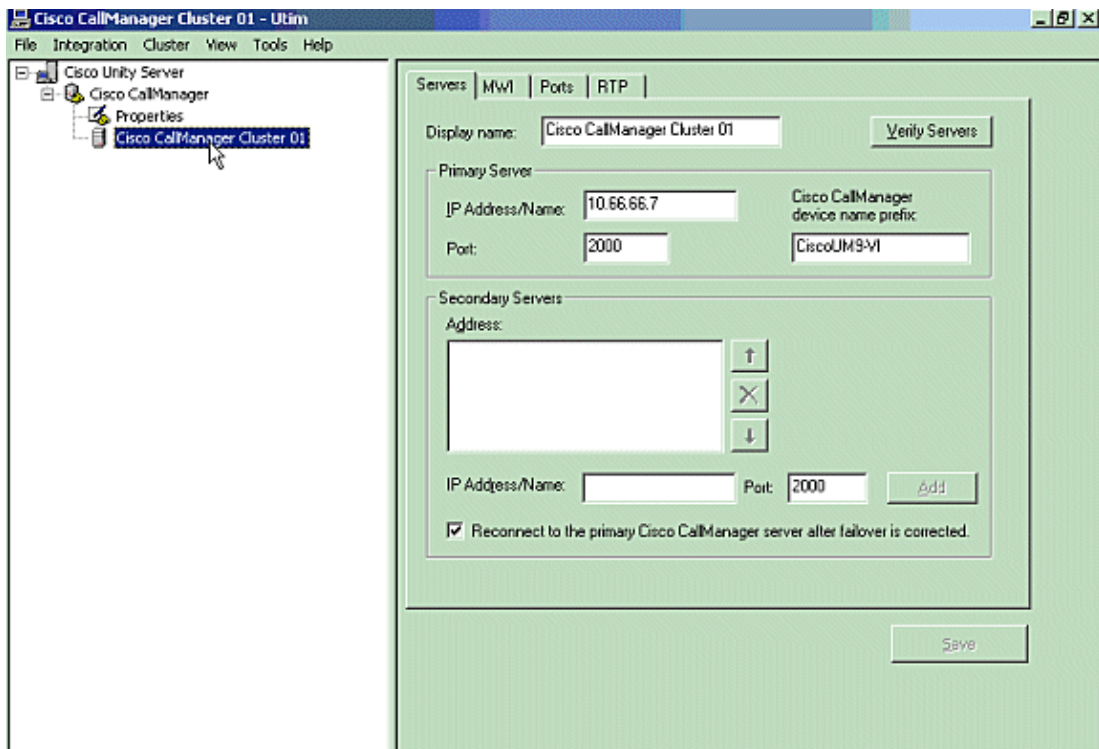 Cisco CallManager Cluster 01 - Utim
File Integration Cluster View Tools Help
Cisco Unity Server
Cisco CallManager
Properties
Cisco CallManager Cluster 01
Servers MWI Ports RTP
Display name: Cisco CallManager Cluster 01 Verify Servers
Primary Server
IP Address/Name: 10.66.66.7
Cisco CallManager
device name prefix:
Port: 2000
CiscoUM9-VI
Secondary Servers
Address:
IP Address/Name: Port: 2000 Add
Reconnect to the primary Cisco CallManager server after failover is corrected.
Save